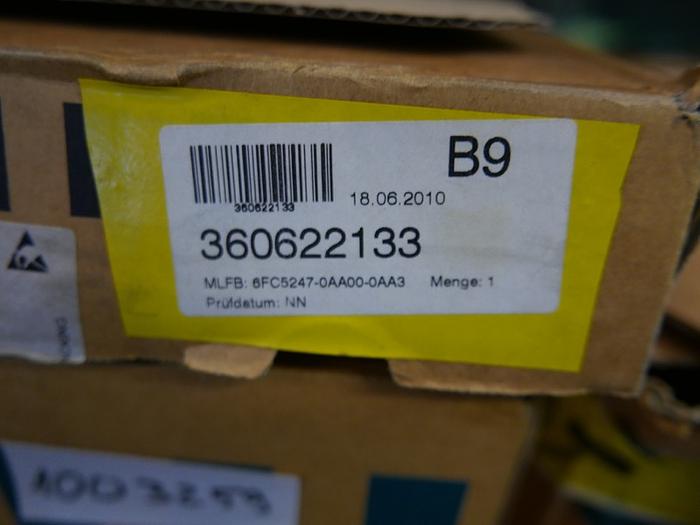 B9
18.06.2010
360622133
360622133
MLFB: 6FC5247-0AA00-0AA3 Menge: 1
Prüfdatum: NN